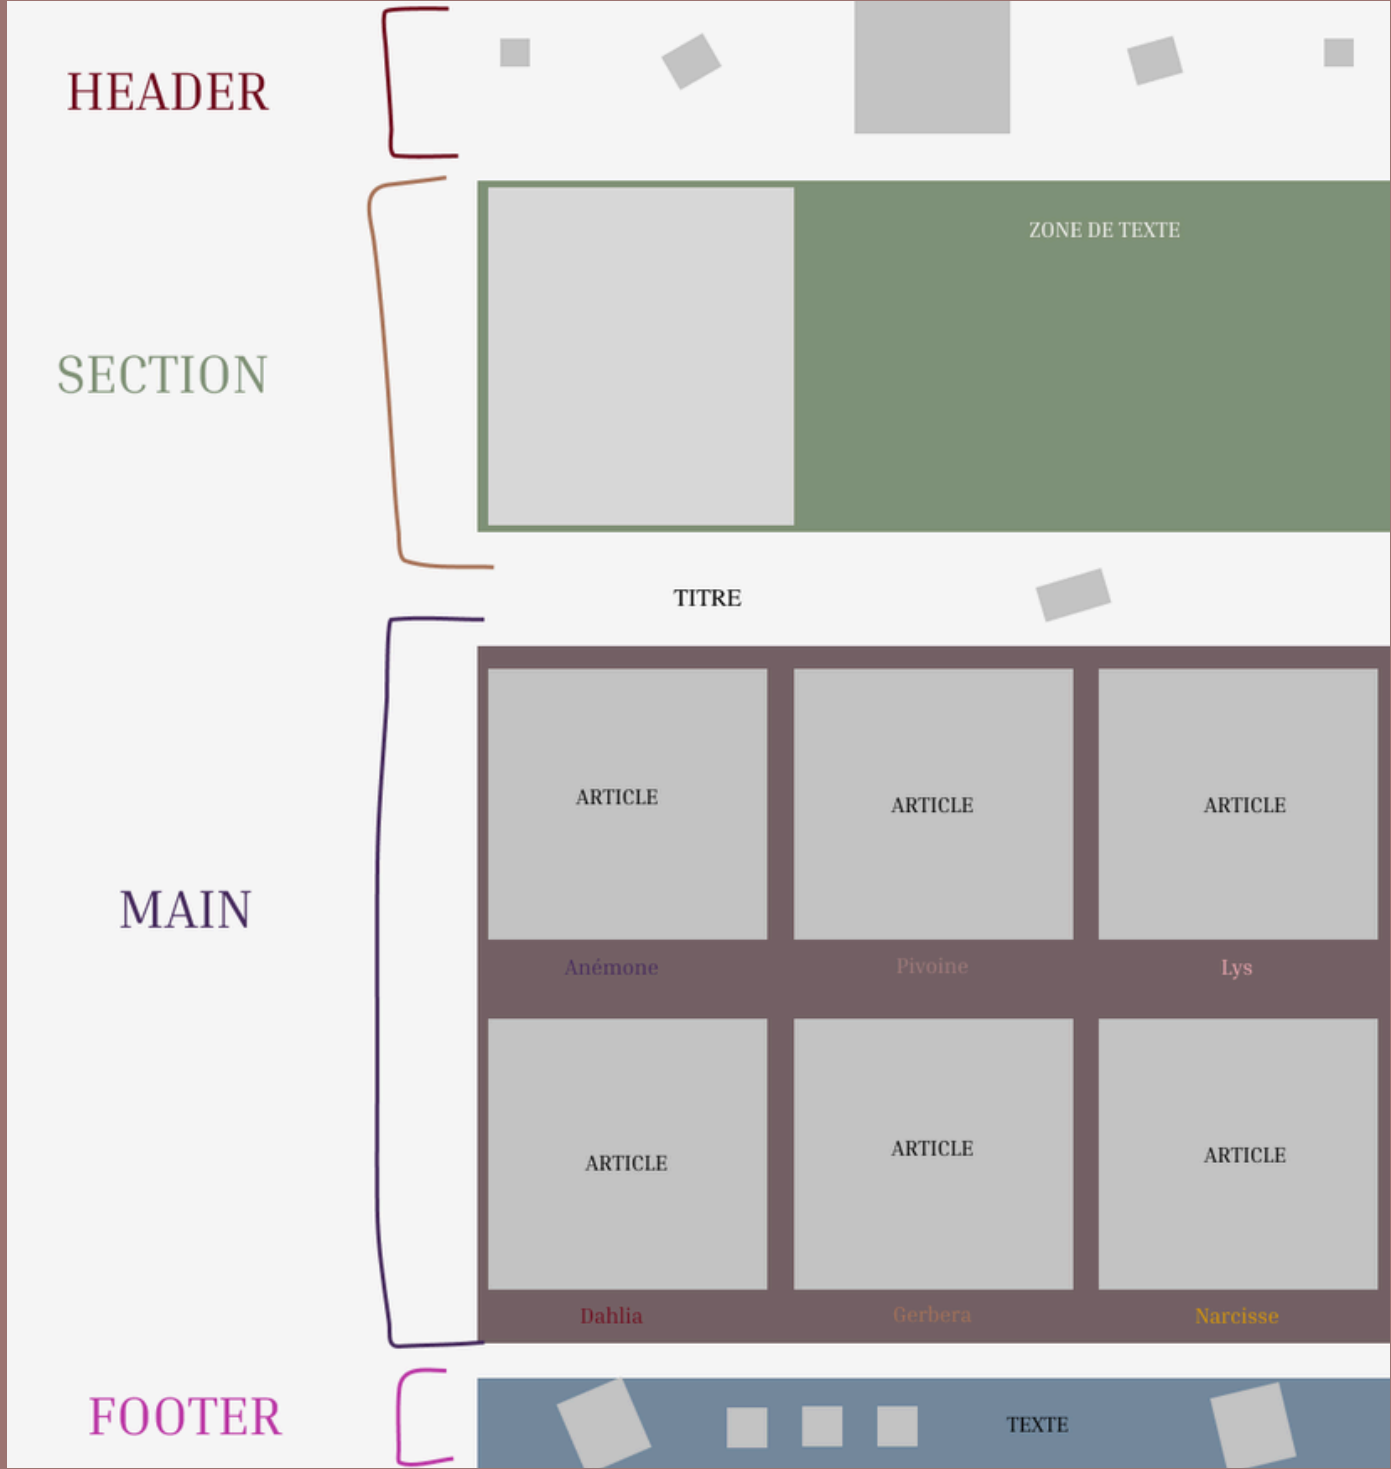 HEADER
SECTION
ZONE DE TEXTE
TITRE
MAIN
ARTICLE
ARTICLE
ARTICLE
Anémone
Pivoine
Lys
ARTICLE
ARTICLE
ARTICLE
Dahlia
Gerbera
Narcisse
FOOTER
TEXTE